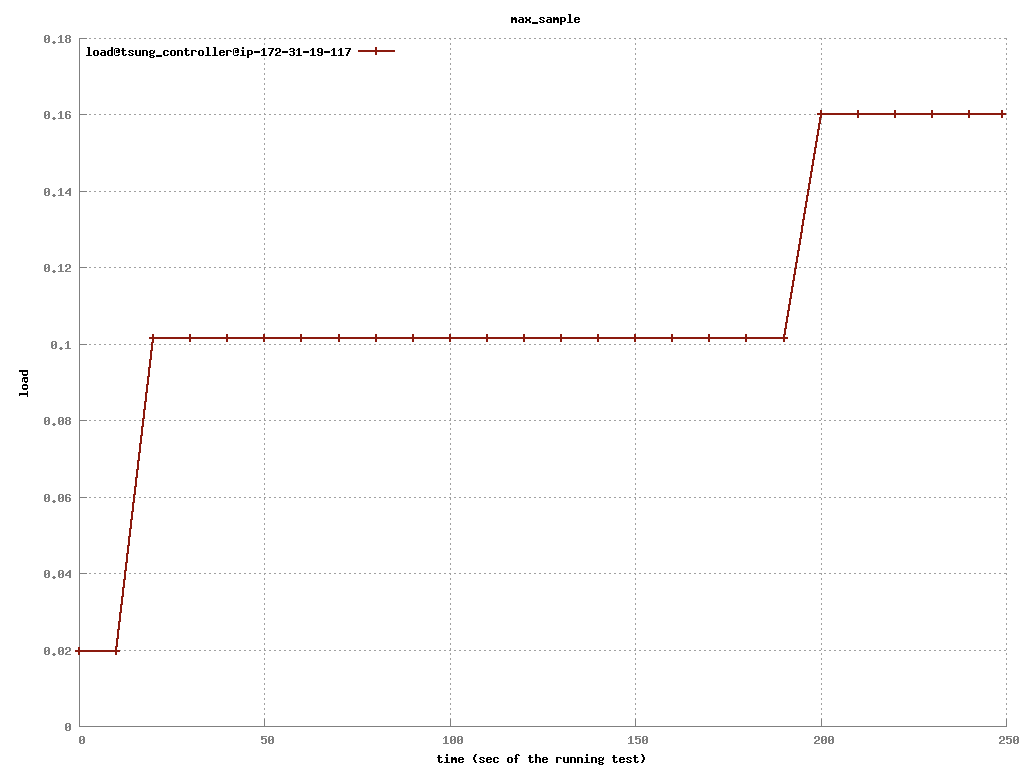 max_sample
load@tsung_controller@ip-172-31-19-117
0.18
0.16
0.14
0.12
0.1
0.08
0.06
0.04
0.02
0
load
0 50 100 150 200 250
time (sec of the running test)